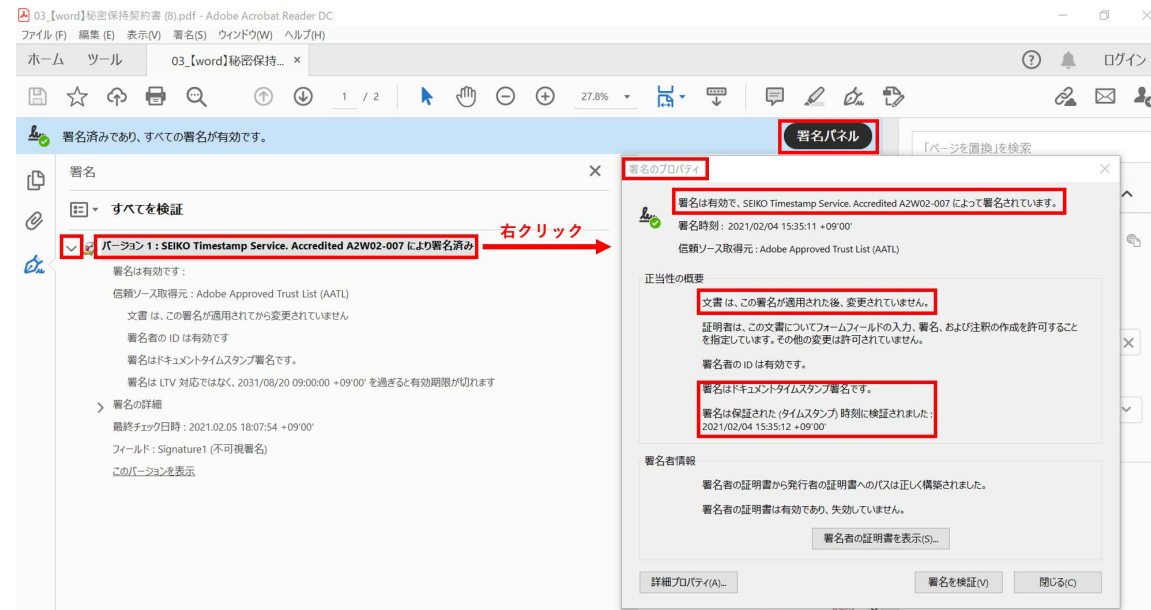 03_【word】秘密保持契約書 (8).pdf - Adobe Acrobat Reader DC
ファイル(F) 編集(E) 表示(V) 署名(S) ウィンドウ(W) ヘルプ(H)
ホーム ツール 03_【word】秘密保持... × ログイン
1 / 2 27.8%
署名済みであり、すべての署名が有効です。 署名パネル
「ページを置換」を検索
署名
すべてを検証
バージョン 1 : SEIKO Timestamp Service. Accredited A2W02-007 により署名済み
署名は有効です :
信頼ソース取得元 : Adobe Approved Trust List (AATL)
文書 は、この署名が適用されてから変更されていません
署名者の ID は有効です
署名はドキュメントタイムスタンプ署名です。
署名は LTV 対応ではなく、2031/08/20 09:00:00 +09'00' を過ぎると有効期限が切れます
署名の詳細
最終チェック日時 : 2021.02.05 18:07:54 +09'00'
フィールド : Signature1 (不可視署名)
このバージョンを表示
右クリック
署名のプロパティ
署名は有効で、SEIKO Timestamp Service. Accredited A2W02-007 によって署名されています。
署名時刻 : 2021/02/04 15:35:11 +09'00'
信頼ソース取得元 : Adobe Approved Trust List (AATL)
正当性の概要
文書 は、この署名が適用された後、変更されていません。
証明者は、この文書についてフォームフィールドの入力、署名、および注釈の作成を許可すること
を指定しています。その他の変更は許可されていません。
署名者の ID は有効です。
署名はドキュメントタイムスタンプ署名です。
署名は保証された (タイムスタンプ) 時刻に検証されました :
2021/02/04 15:35:12 +09'00'
署名者情報
署名者の証明書から発行者の証明書へのパスは正しく構築されました。
署名者の証明書は有効であり、失効していません。
署名者の証明書を表示(S)...
詳細プロパティ(A)... 署名を検証(V) 閉じる(C)